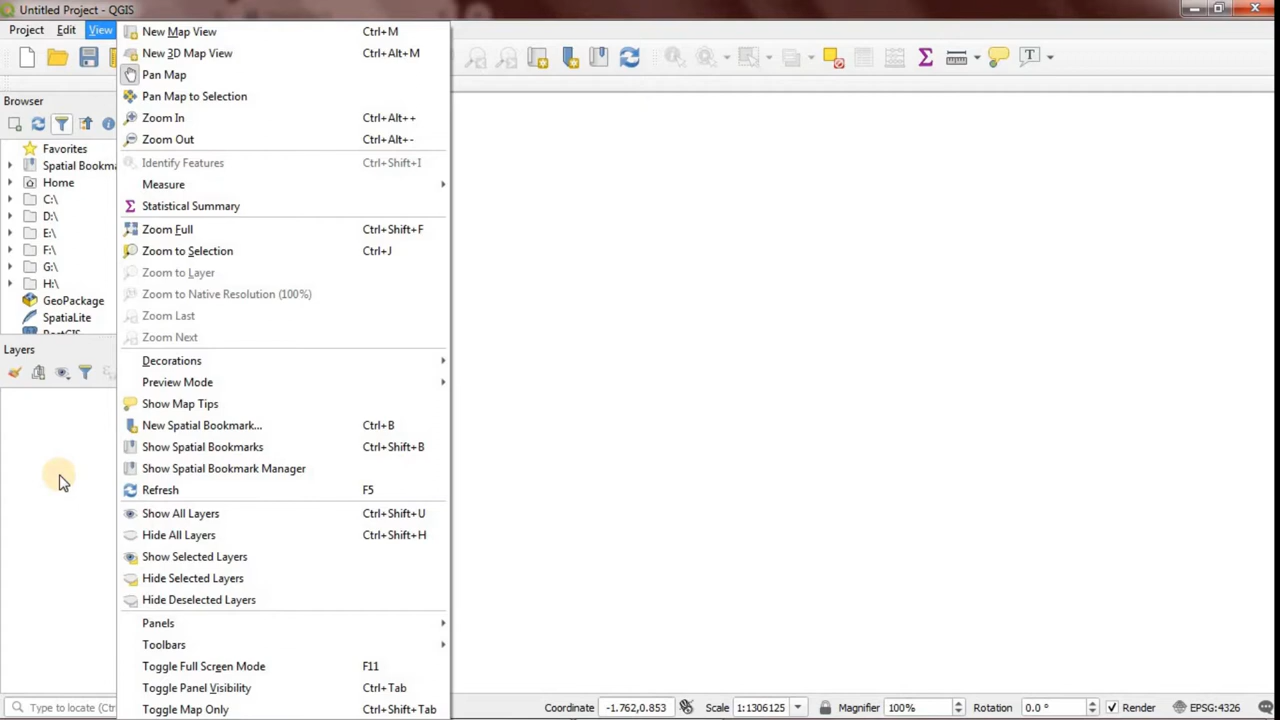 Untitled Project - QGIS
Project Edit View
New Map View Ctrl+M
New 3D Map View Ctrl+Alt+M
Pan Map
Pan Map to Selection
Zoom In Ctrl+Alt++
Zoom Out Ctrl+Alt+-
Identify Features Ctrl+Shift+I
Measure
Statistical Summary
Zoom Full Ctrl+Shift+F
Zoom to Selection Ctrl+J
Zoom to Layer
Zoom to Native Resolution (100%)
Zoom Last
Zoom Next
Decorations
Preview Mode
Show Map Tips
New Spatial Bookmark... Ctrl+B
Show Spatial Bookmarks Ctrl+Shift+B
Show Spatial Bookmark Manager
Refresh F5
Show All Layers Ctrl+Shift+U
Hide All Layers Ctrl+Shift+H
Show Selected Layers
Hide Selected Layers
Hide Deselected Layers
Panels
Toolbars
Toggle Full Screen Mode F11
Toggle Panel Visibility Ctrl+Tab
Toggle Map Only Ctrl+Shift+Tab
Browser
Favorites
Spatial Bookma
Home
C:\
D:\
E:\
F:\
G:\
H:\
GeoPackage
SpatiaLite
PostGIS
Layers
Type to locate (Ctr
Coordinate -1.762,0.853 Scale 1:1306125 Magnifier 100% Rotation 0.0 ° Render EPSG:4326